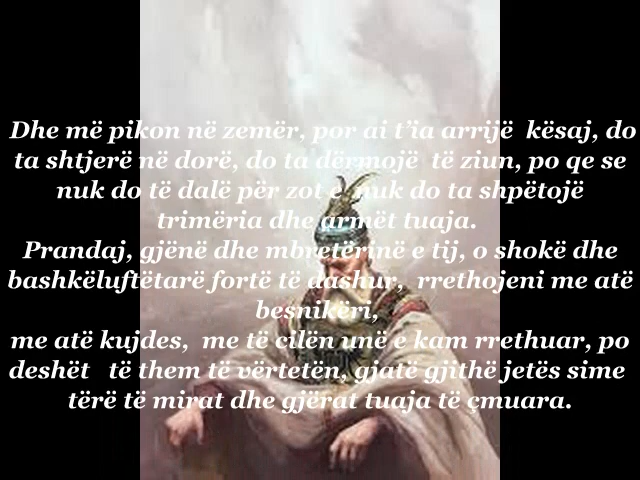 Dhe më pikon në zemër, por ai t’ia arrijë kësaj, do
ta shtjerë në dorë, do ta dërmojë të ziun, po qe se
nuk do të dalë për zot e nuk do ta shpëtojë
trimëria dhe armët tuaja.
Prandaj, gjënë dhe mbretërinë e tij, o shokë dhe
bashkëluftëtarë fortë të dashur, rrethojeni me atë
besnikëri,
me atë kujdes, me të cilën unë e kam rrethuar, po
deshët të them të vërtetën, gjatë gjithë jetës sime
tërë të mirat dhe gjërat tuaja të çmuara.